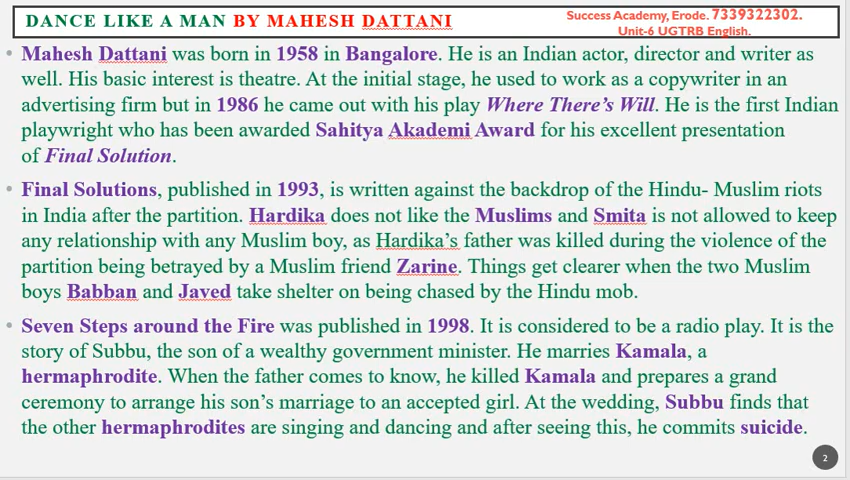 DANCE LIKE A MAN BY MAHESH DATTANI
Success Academy, Erode. 7339322302.
Unit-6 UGTRB English.
• Mahesh Dattani was born in 1958 in Bangalore. He is an Indian actor, director and writer as
well. His basic interest is theatre. At the initial stage, he used to work as a copywriter in an
advertising firm but in 1986 he came out with his play Where There's Will. He is the first Indian
playwright who has been awarded Sahitya Akademi Award for his excellent presentation
of Final Solution.
• Final Solutions, published in 1993, is written against the backdrop of the Hindu- Muslim riots
in India after the partition. Hardika does not like the Muslims and Smita is not allowed to keep
any relationship with any Muslim boy, as Hardika's father was killed during the violence of the
partition being betrayed by a Muslim friend Zarine. Things get clearer when the two Muslim
boys Babban and Javed take shelter on being chased by the Hindu mob.
• Seven Steps around the Fire was published in 1998. It is considered to be a radio play. It is the
story of Subbu, the son of a wealthy government minister. He marries Kamala, a
hermaphrodite. When the father comes to know, he killed Kamala and prepares a grand
ceremony to arrange his son's marriage to an accepted girl. At the wedding, Subbu finds that
the other hermaphrodites are singing and dancing and after seeing this, he commits suicide.
2